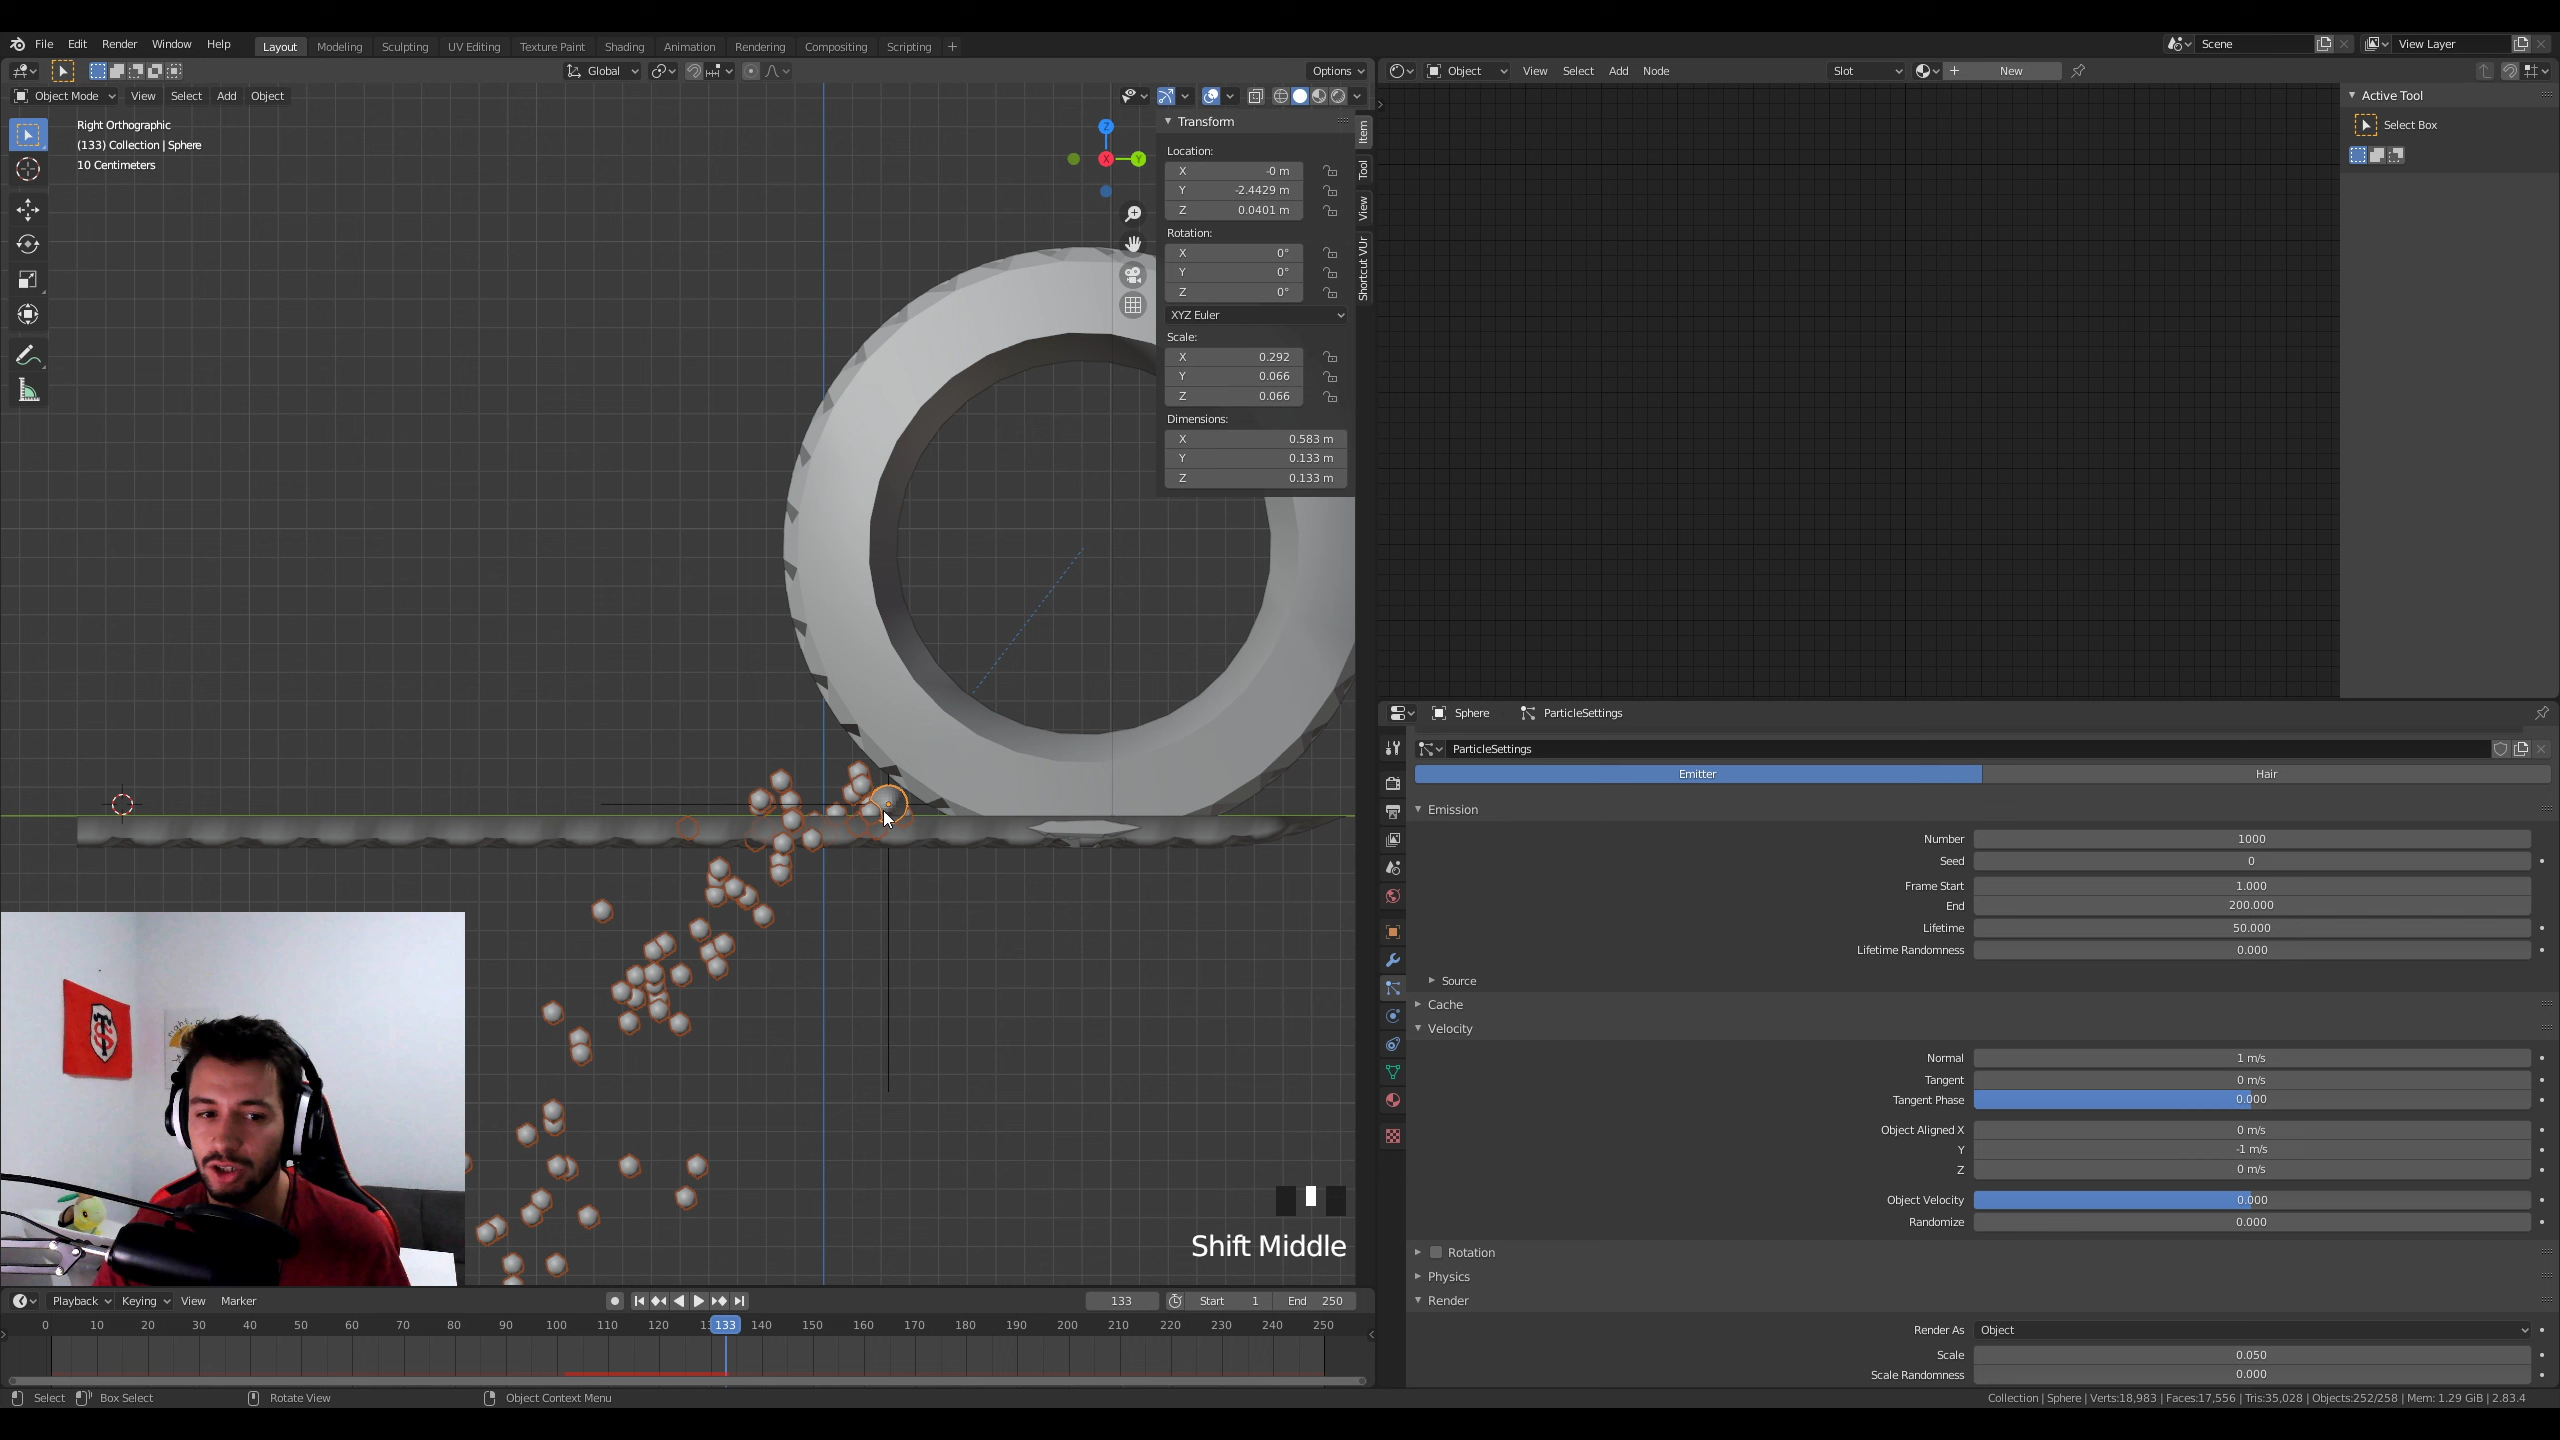 File Edit Render Window Help Layout Modeling Sculpting UV Editing Texture Paint Shading Animation Rendering Compositing Scripting + Scene View Layer
Global Options Object View Select Add Node Slot New
Object Mode View Select Add Object
Active Tool
Select Box
Right Orthographic
(133) Collection | Sphere
10 Centimeters
Z
X
Y
Transform
Location:
X -0 m
Y -2.4429 m
Z 0.0401 m
Rotation:
X 0°
Y 0°
Z 0°
XYZ Euler
Scale:
X 0.292
Y 0.066
Z 0.066
Dimensions:
X 0.583 m
Y 0.133 m
Z 0.133 m
Item
Tool
View
Shortcut VUr
Shift Middle
Sphere ParticleSettings
ParticleSettings
Emitter Hair
Emission
Number 1000
Seed 0
Frame Start 1.000
End 200.000
Lifetime 50.000
Lifetime Randomness 0.000
Source
Cache
Velocity
Normal 1 m/s
Tangent 0 m/s
Tangent Phase 0.000
Object Aligned X 0 m/s
Y -1 m/s
Z 0 m/s
Object Velocity 0.000
Randomize 0.000
Rotation
Physics
Render
Render As Object
Scale 0.050
Scale Randomness 0.000
Playback Keying View Marker 133 Start 1 End 250
0 10 20 30 40 50 60 70 80 90 100 110 120 133 140 150 160 170 180 190 200 210 220 230 240 250
Select Box Select Rotate View Object Context Menu Collection | Sphere | Verts:18,983 | Faces:17,556 | Tris:35,028 | Objects:252/258 | Mem: 1.29 GiB | 2.83.4